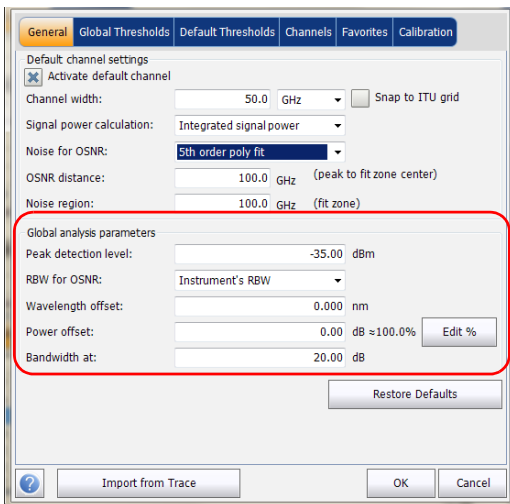 General Global Thresholds Default Thresholds Channels Favorites Calibration
Default channel settings
Activate default channel
Channel width: 50.0 GHz Snap to ITU grid
Signal power calculation: Integrated signal power
Noise for OSNR: 5th order poly fit
OSNR distance: 100.0 GHz (peak to fit zone center)
Noise region: 100.0 GHz (fit zone)
Global analysis parameters
Peak detection level: -35.00 dBm
RBW for OSNR: Instrument's RBW
Wavelength offset: 0.000 nm
Power offset: 0.00 dB ≈100.0% Edit %
Bandwidth at: 20.00 dB
Restore Defaults
? Import from Trace OK Cancel